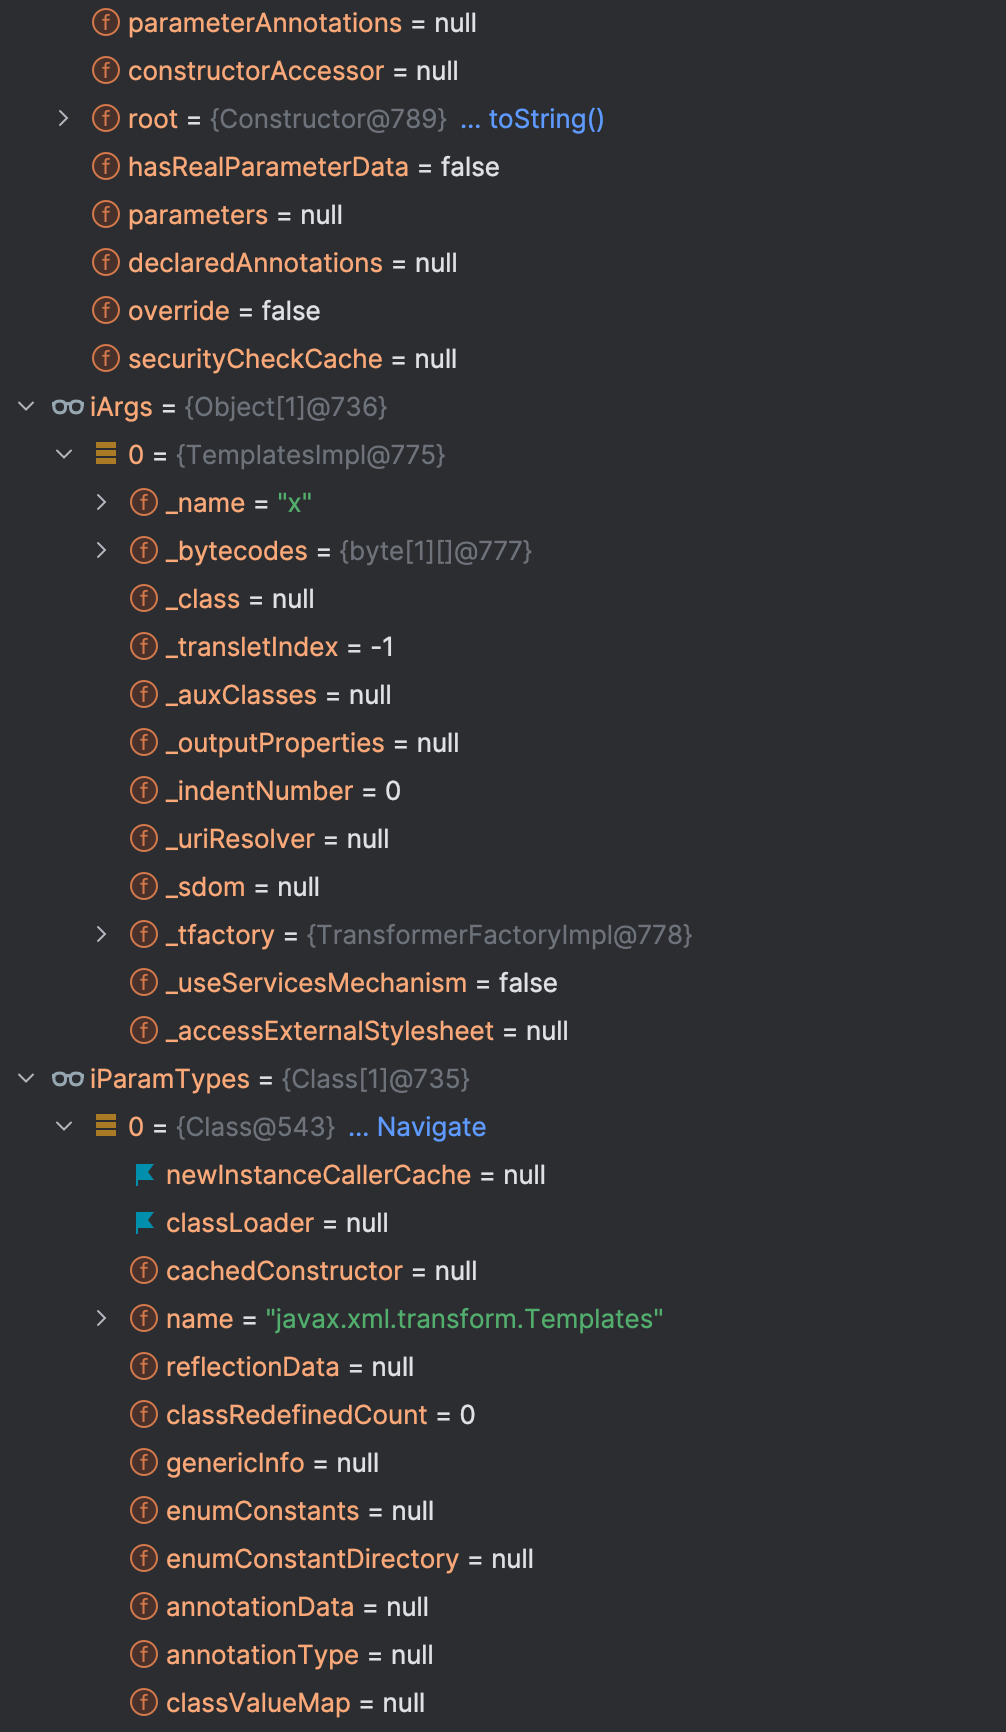 parameterAnnotations = null
constructorAccessor = null
root = {Constructor@789} ... toString()
hasRealParameterData = false
parameters = null
declaredAnnotations = null
override = false
securityCheckCache = null
iArgs = {Object[1]@736}
0 = {TemplatesImpl@775}
_name = "x"
_bytecodes = {byte[1][]@777}
_class = null
_transletIndex = -1
_auxClasses = null
_outputProperties = null
_indentNumber = 0
_uriResolver = null
_sdom = null
_tfactory = {TransformerFactoryImpl@778}
_useServicesMechanism = false
_accessExternalStylesheet = null
iParamTypes = {Class[1]@735}
0 = {Class@543} ... Navigate
newInstanceCallerCache = null
classLoader = null
cachedConstructor = null
name = "javax.xml.transform.Templates"
reflectionData = null
classRedefinedCount = 0
genericInfo = null
enumConstants = null
enumConstantDirectory = null
annotationData = null
annotationType = null
classValueMap = null